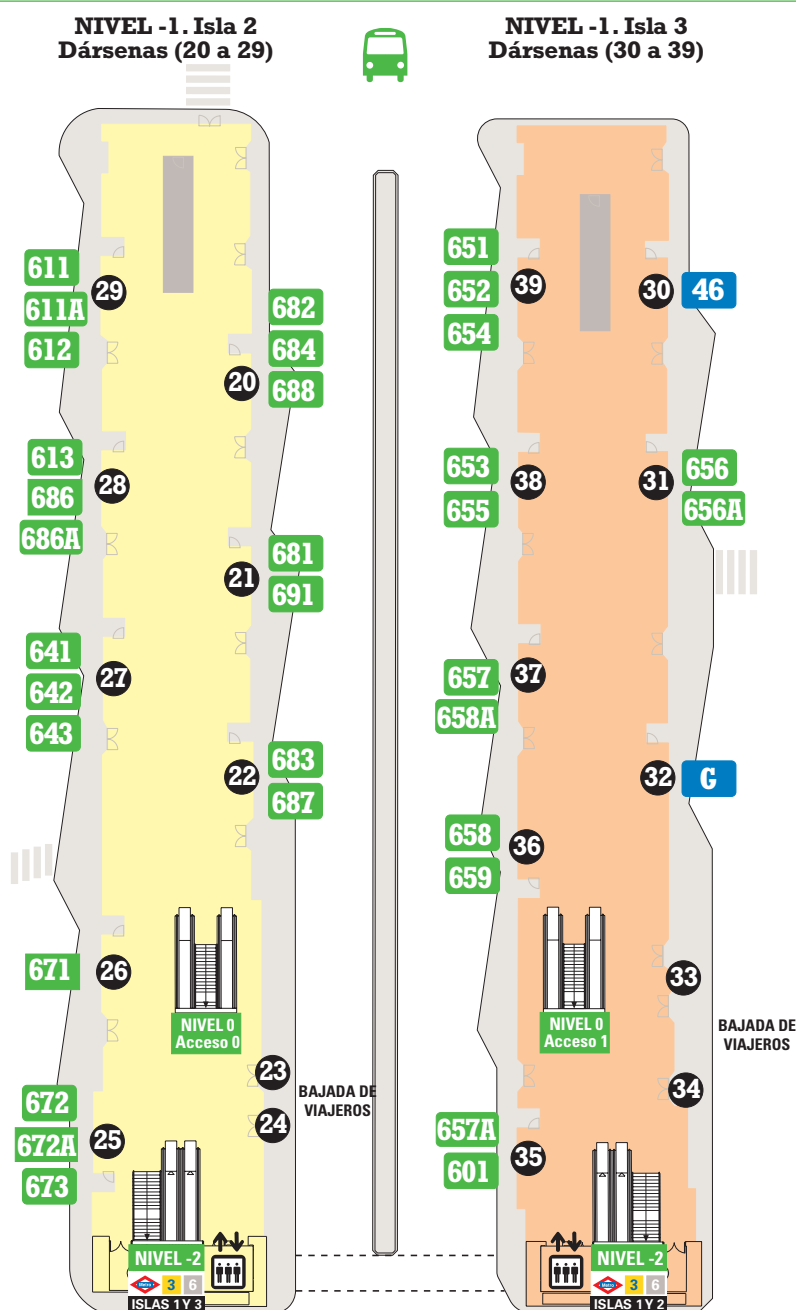 NIVEL -1. Isla 2
Dársenas (20 a 29)
611
611A
612
29
682
684
688
20
613
686
686A
28
681
691
21
641
642
643
27
683
687
22
671
26
NIVEL 0
Acceso 0
23
BAJADA DE
VIAJEROS
24
672
672A
673
25
NIVEL -2
Metro 3 6
ISLAS 1 Y 3
NIVEL -1. Isla 3
Dársenas (30 a 39)
651
652
654
39
30
46
653
655
38
31
656
656A
657
658A
37
32
G
658
659
36
NIVEL 0
Acceso 1
33
BAJADA DE
VIAJEROS
34
657A
601
35
NIVEL -2
Metro 3 6
ISLAS 1 Y 2